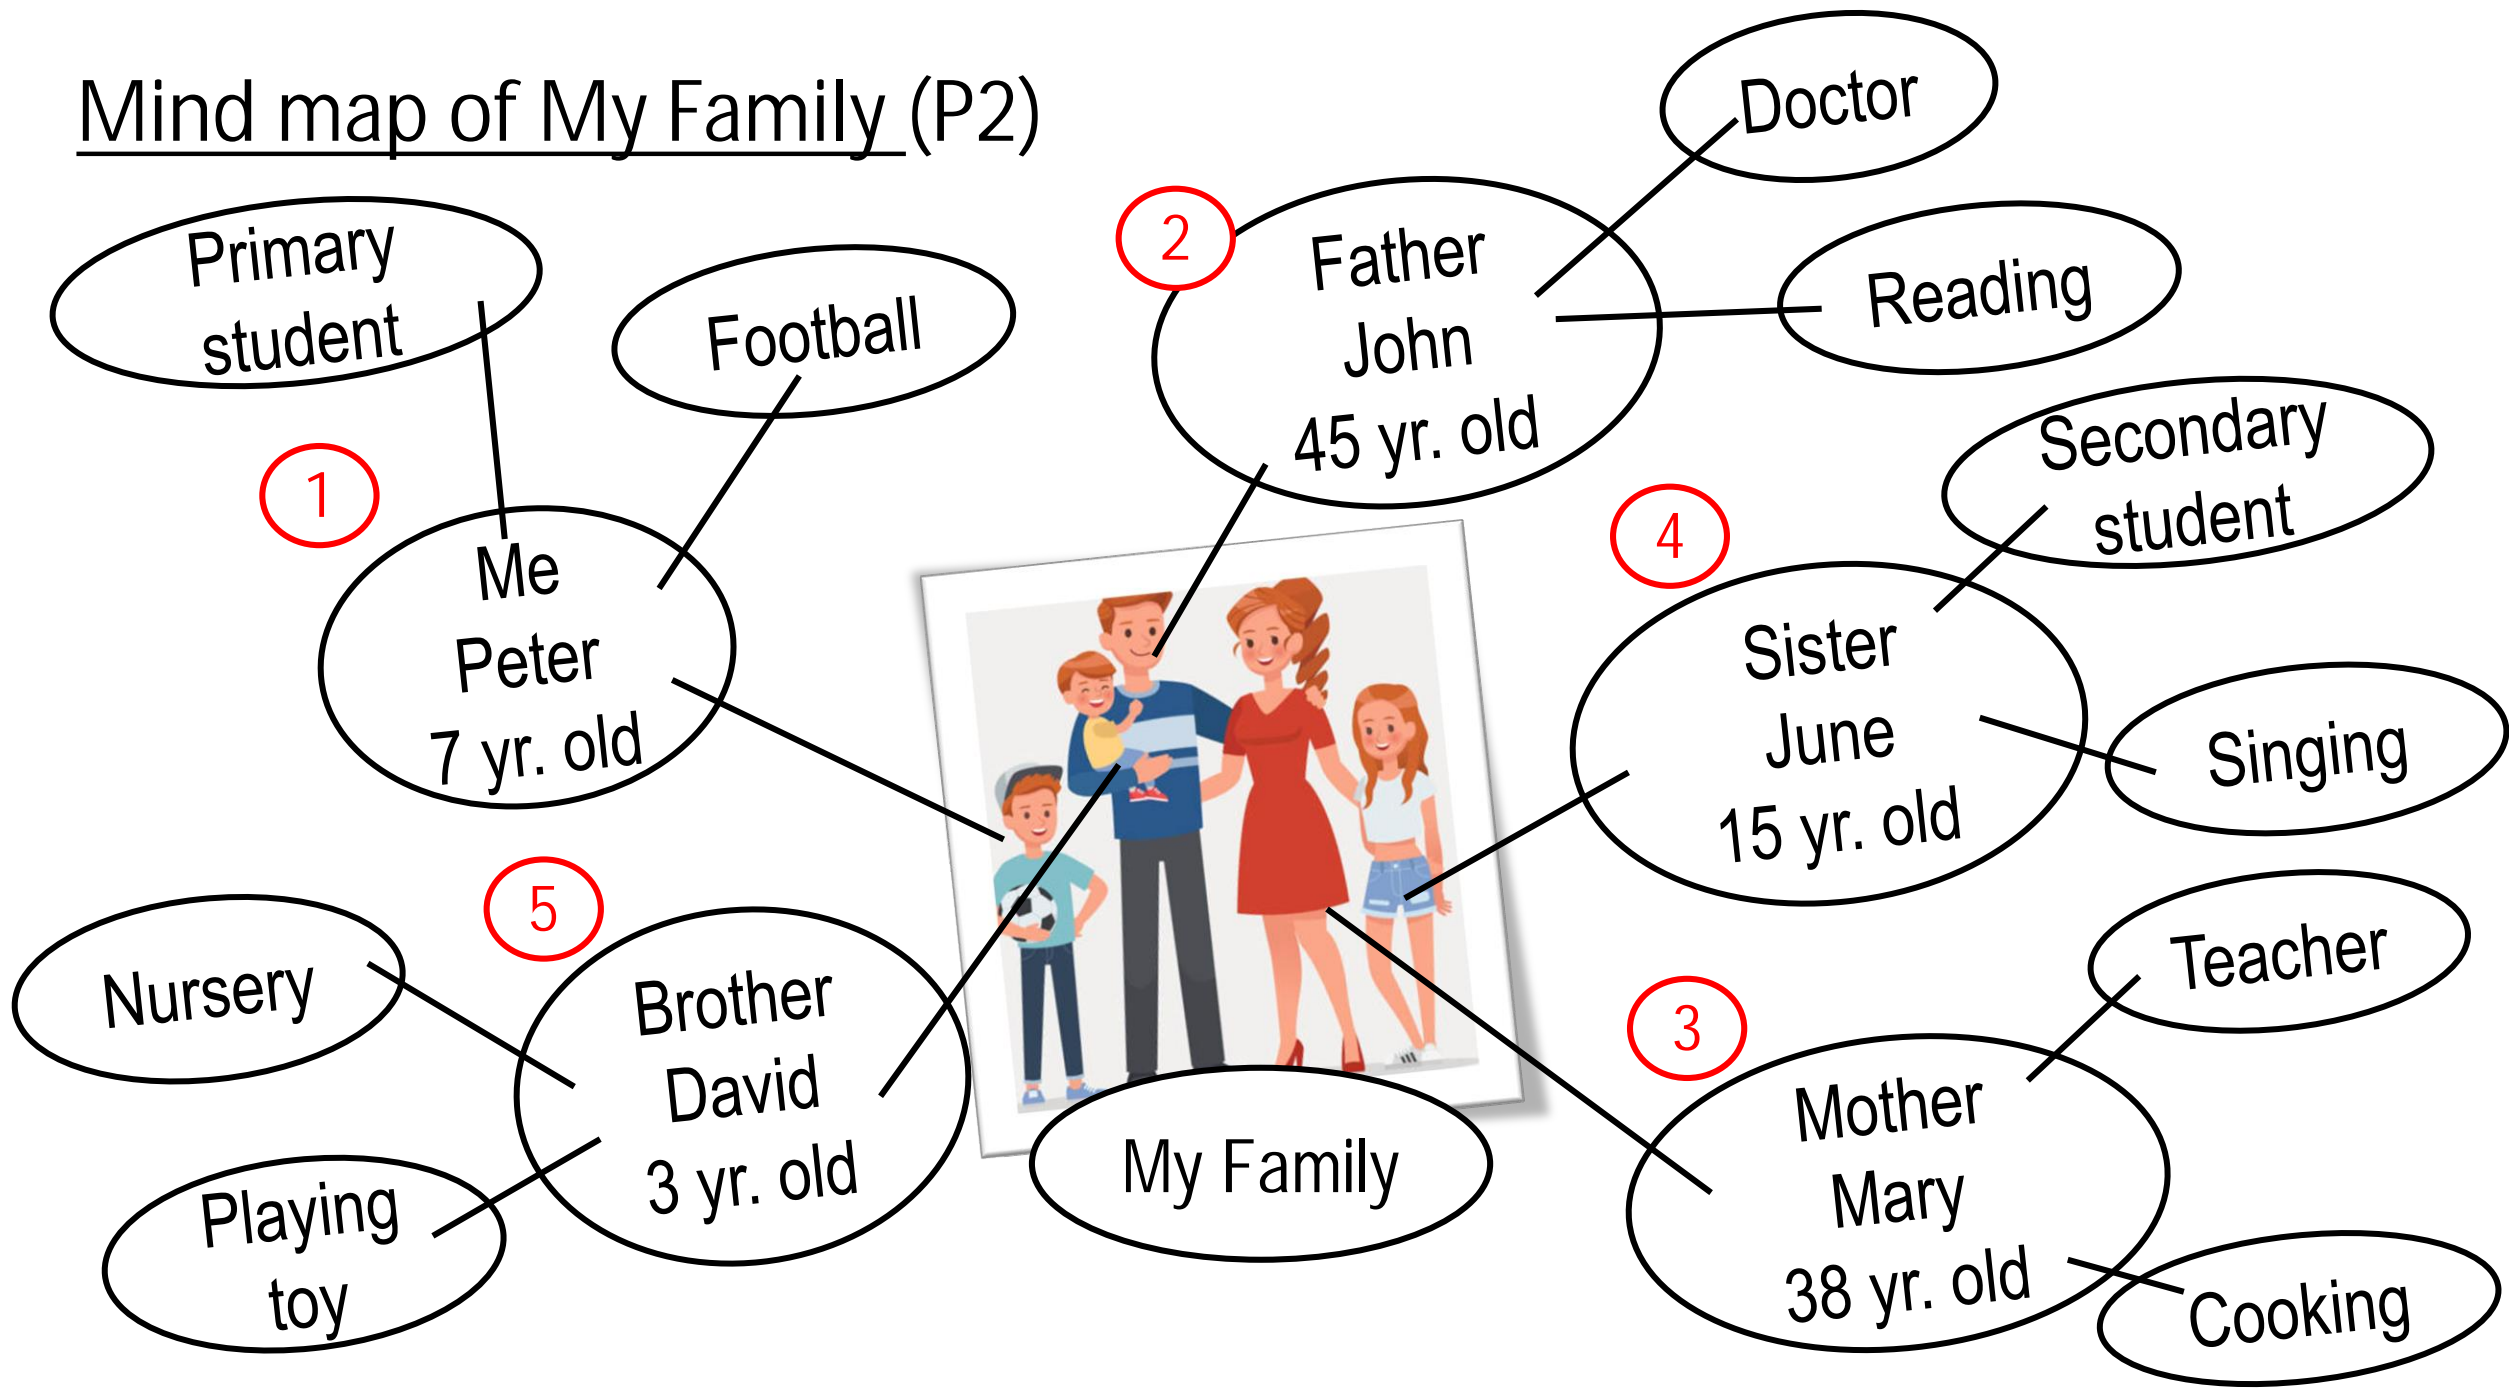 Mind map of My Family (P2)
1
Me
Peter
7 yr. old
Primary
student
Football
2
Father
John
45 yr. old
Doctor
Reading
3
Mother
Mary
38 yr. old
Teacher
Cooking
4
Sister
June
15 yr. old
Secondary
student
Singing
5
Brother
David
3 yr. old
Nursery
Playing
toy
My Family